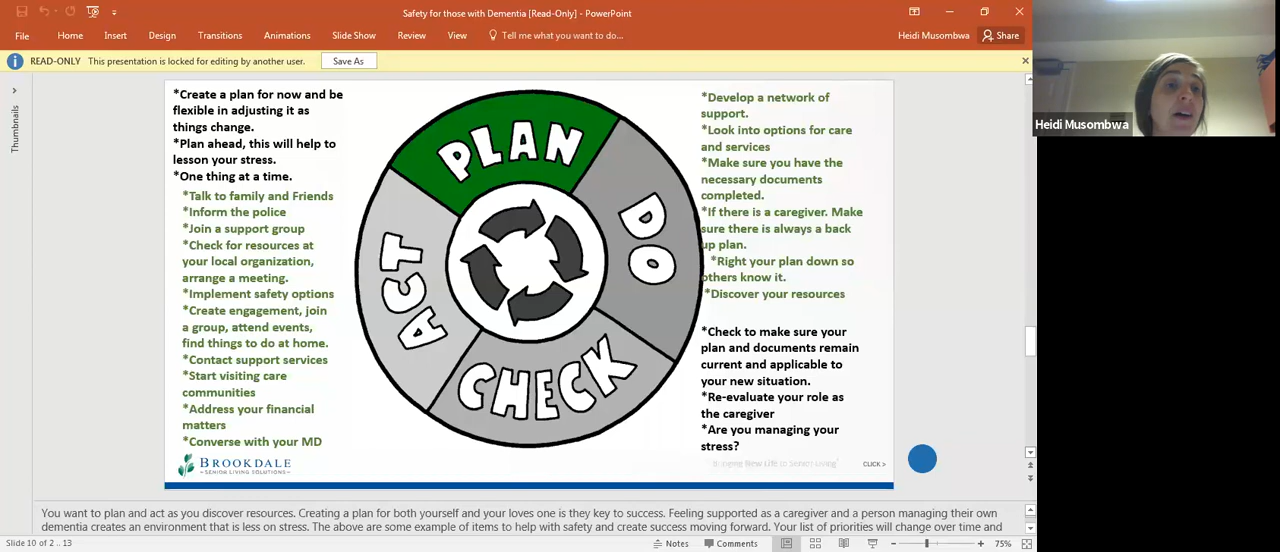 Safety for those with Dementia [Read-Only] - PowerPoint
File Home Insert Design Transitions Animations Slide Show Review View Tell me what you want to do... Heidi Musombwa Share
READ-ONLY This presentation is locked for editing by another user. Save As
Thumbnails
*Create a plan for now and be
flexible in adjusting it as
things change.
*Plan ahead, this will help to
lesson your stress.
*One thing at a time.
*Talk to family and Friends
*Inform the police
*Join a support group
*Check for resources at
your local organization,
arrange a meeting.
*Implement safety options
*Create engagement, join
a group, attend events,
find things to do at home.
*Contact support services
*Start visiting care
communities
*Address your financial
matters
*Converse with your MD
PLAN
DO
CHECK
ACT
*Develop a network of
support.
*Look into options for care
and services
*Make sure you have the
necessary documents
completed.
*If there is a caregiver. Make
sure there is always a back
up plan.
*Right your plan down so
others know it.
*Discover your resources
*Check to make sure your
plan and documents remain
current and applicable to
your new situation.
*Re-evaluate your role as
the caregiver
*Are you managing your
stress?
BROOKDALE
SENIOR LIVING SOLUTIONS
Bringing New Life to Senior Living
CLICK >
You want to plan and act as you discover resources. Creating a plan for both yourself and your loves one is they key to success. Feeling supported as a caregiver and a person managing their own
dementia creates an environment that is less on stress. The above are some example of items to help with safety and create success moving forward. Your list of priorities will change over time and
Slide 10 of 2 .. 13 Notes Comments 75%
Heidi Musombwa